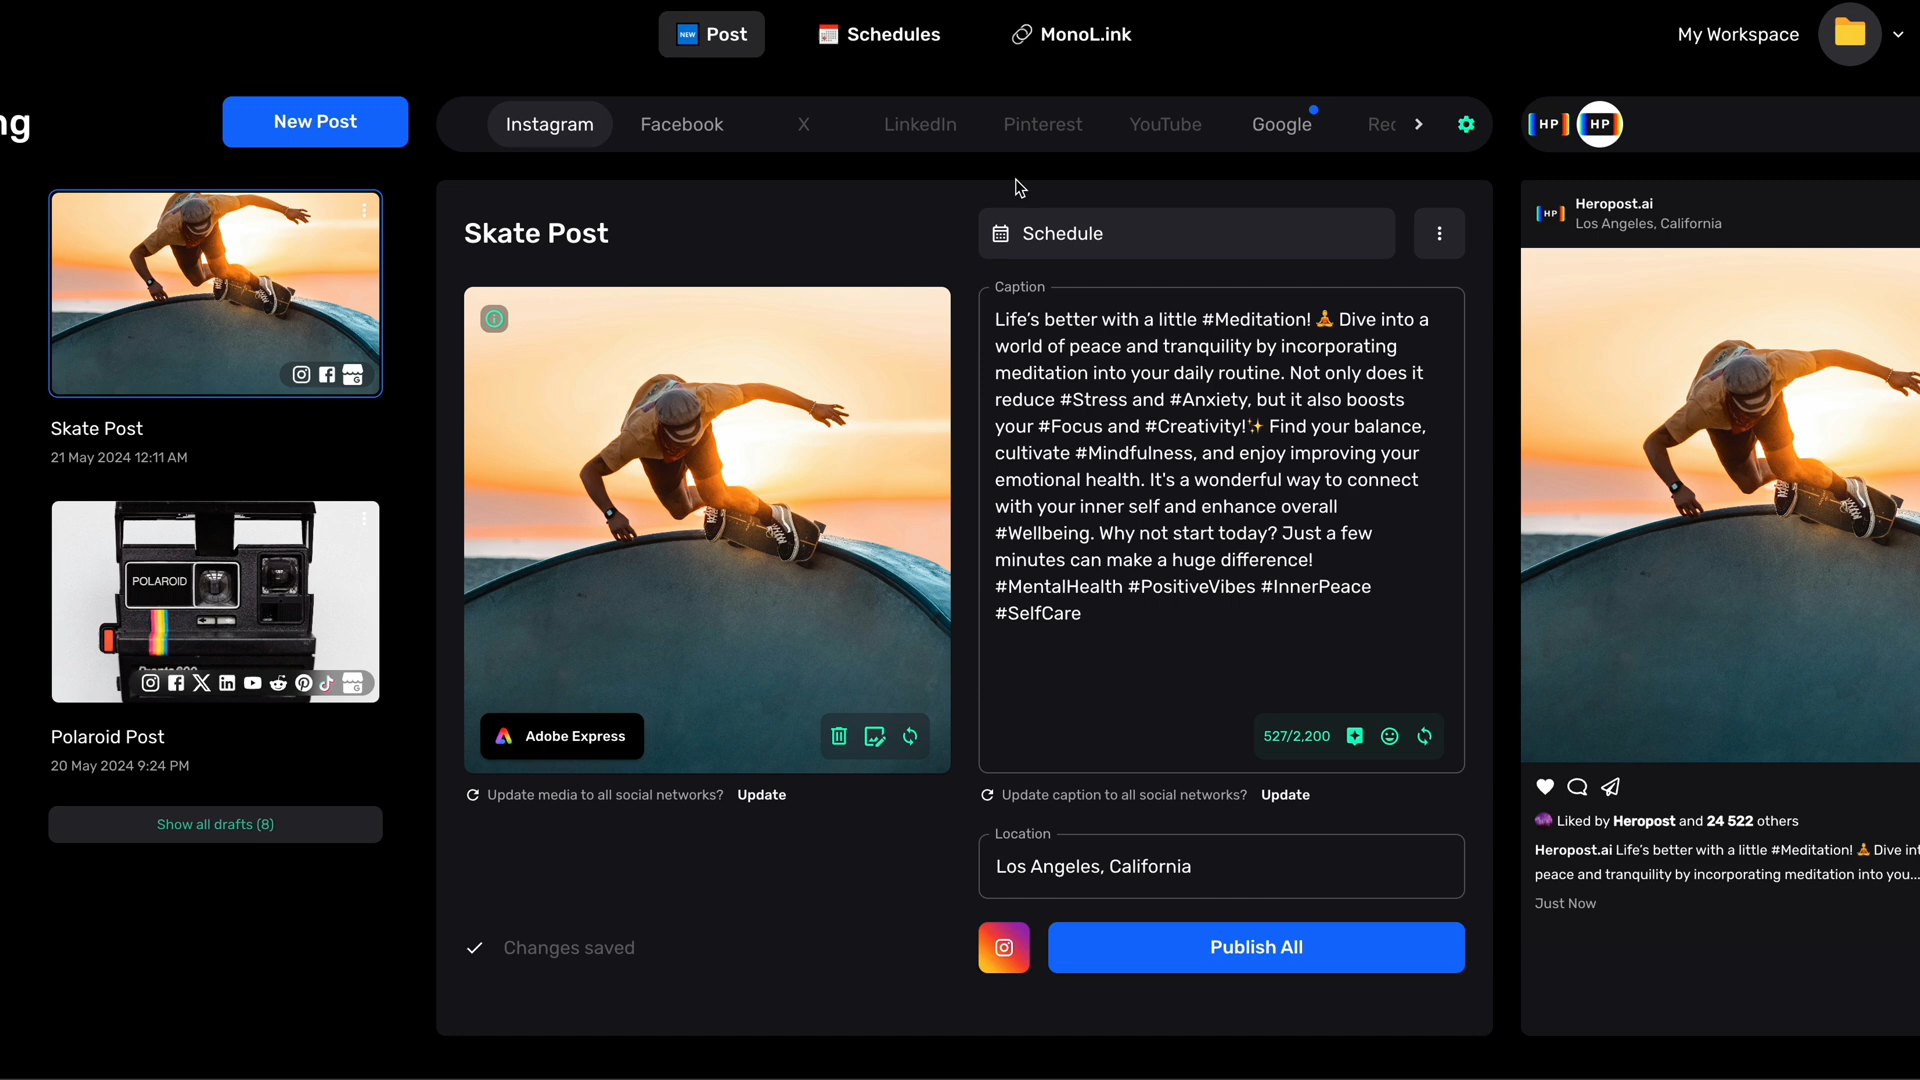 NEW Post
Schedules
MonoL.ink
My Workspace
ng
New Post
Instagram
Facebook
X
LinkedIn
Pinterest
YouTube
Google
Rec
HP
HP
Skate Post
21 May 2024 12:11 AM
POLAROID
Polaroid Post
20 May 2024 9:24 PM
Show all drafts (8)
Skate Post
Schedule
Adobe Express
Update media to all social networks? Update
Changes saved
Caption
Life's better with a little #Meditation! 🧘 Dive into a
world of peace and tranquility by incorporating
meditation into your daily routine. Not only does it
reduce #Stress and #Anxiety, but it also boosts
your #Focus and #Creativity!✨ Find your balance,
cultivate #Mindfulness, and enjoy improving your
emotional health. It's a wonderful way to connect
with your inner self and enhance overall
#Wellbeing. Why not start today? Just a few
minutes can make a huge difference!
#MentalHealth #PositiveVibes #InnerPeace
#SelfCare
527/2,200
Update caption to all social networks? Update
Location
Los Angeles, California
Publish All
HP
Heropost.ai
Los Angeles, California
Liked by Heropost and 24 522 others
Heropost.ai Life's better with a little #Meditation! 🧘 Dive int
peace and tranquility by incorporating meditation into you...
Just Now